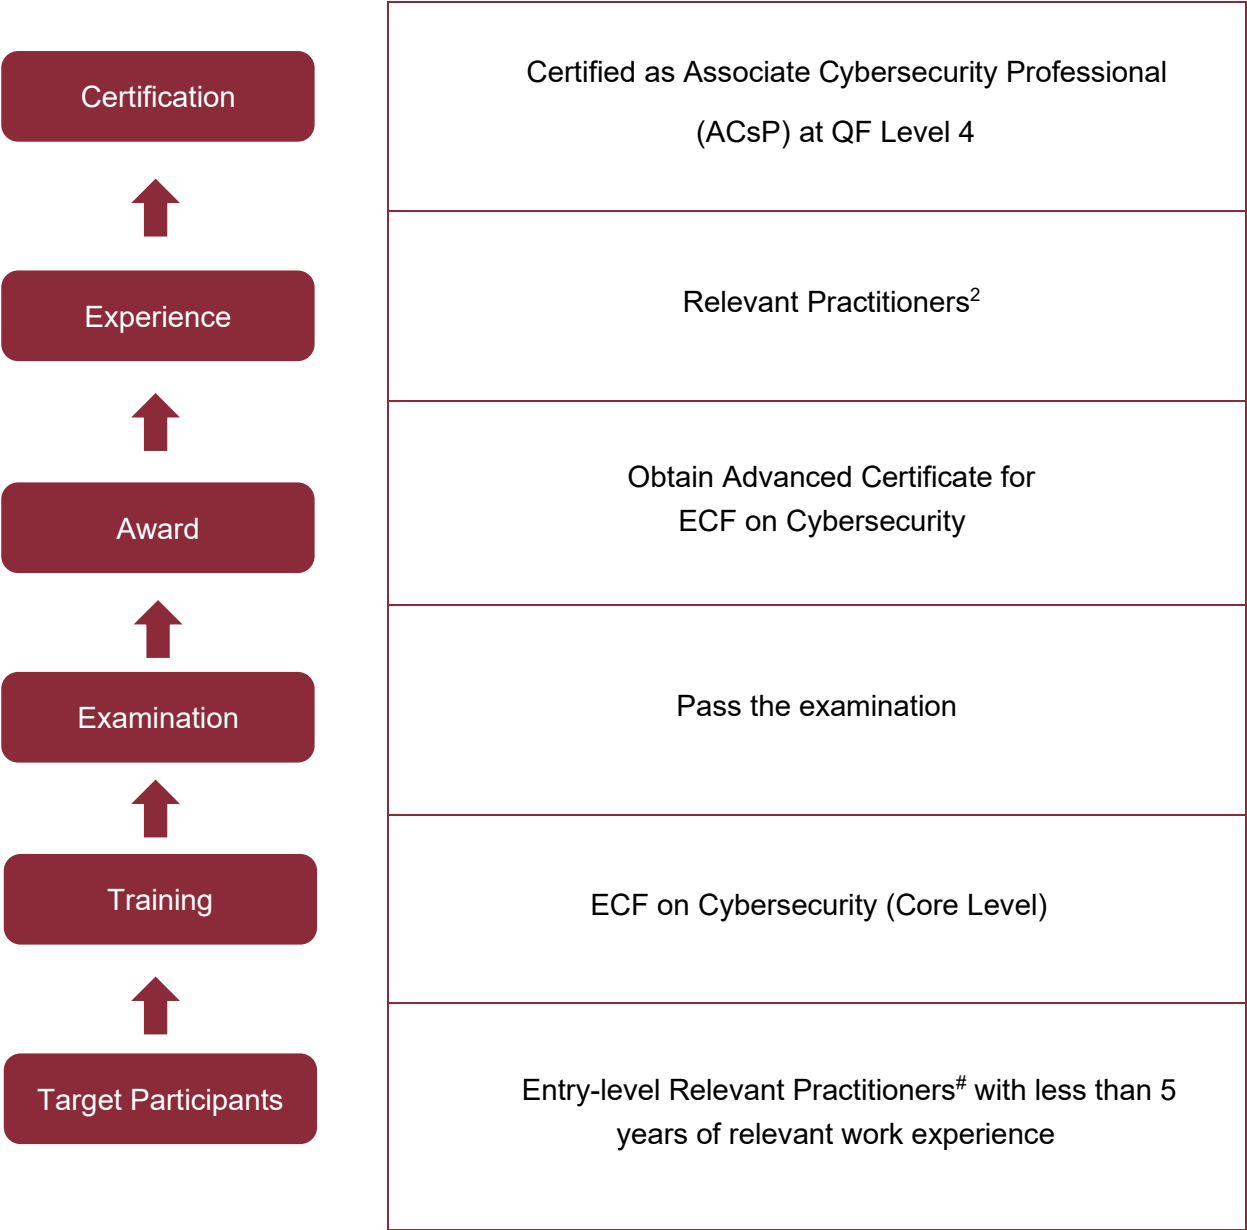 Certification
Certified as Associate Cybersecurity Professional
(ACsP) at QF Level 4
Experience
Relevant Practitioners²
Award
Obtain Advanced Certificate for
ECF on Cybersecurity
Examination
Pass the examination
Training
ECF on Cybersecurity (Core Level)
Target Participants
Entry-level Relevant Practitioners# with less than 5
years of relevant work experience